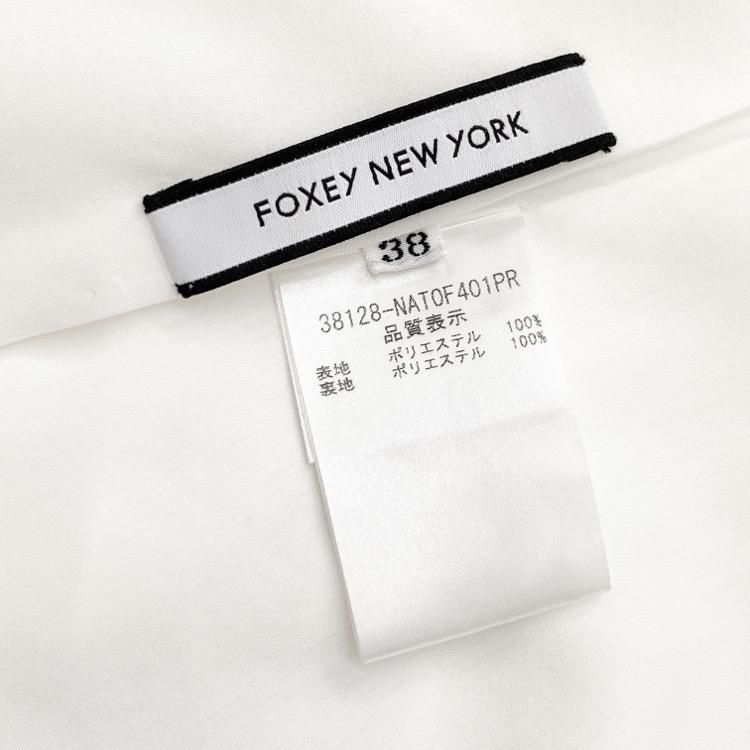 FOXEY NEW YORK
38
38128-NATOF401PR
品質表示
表地 ポリエステル 100%
裏地 ポリエステル 100%